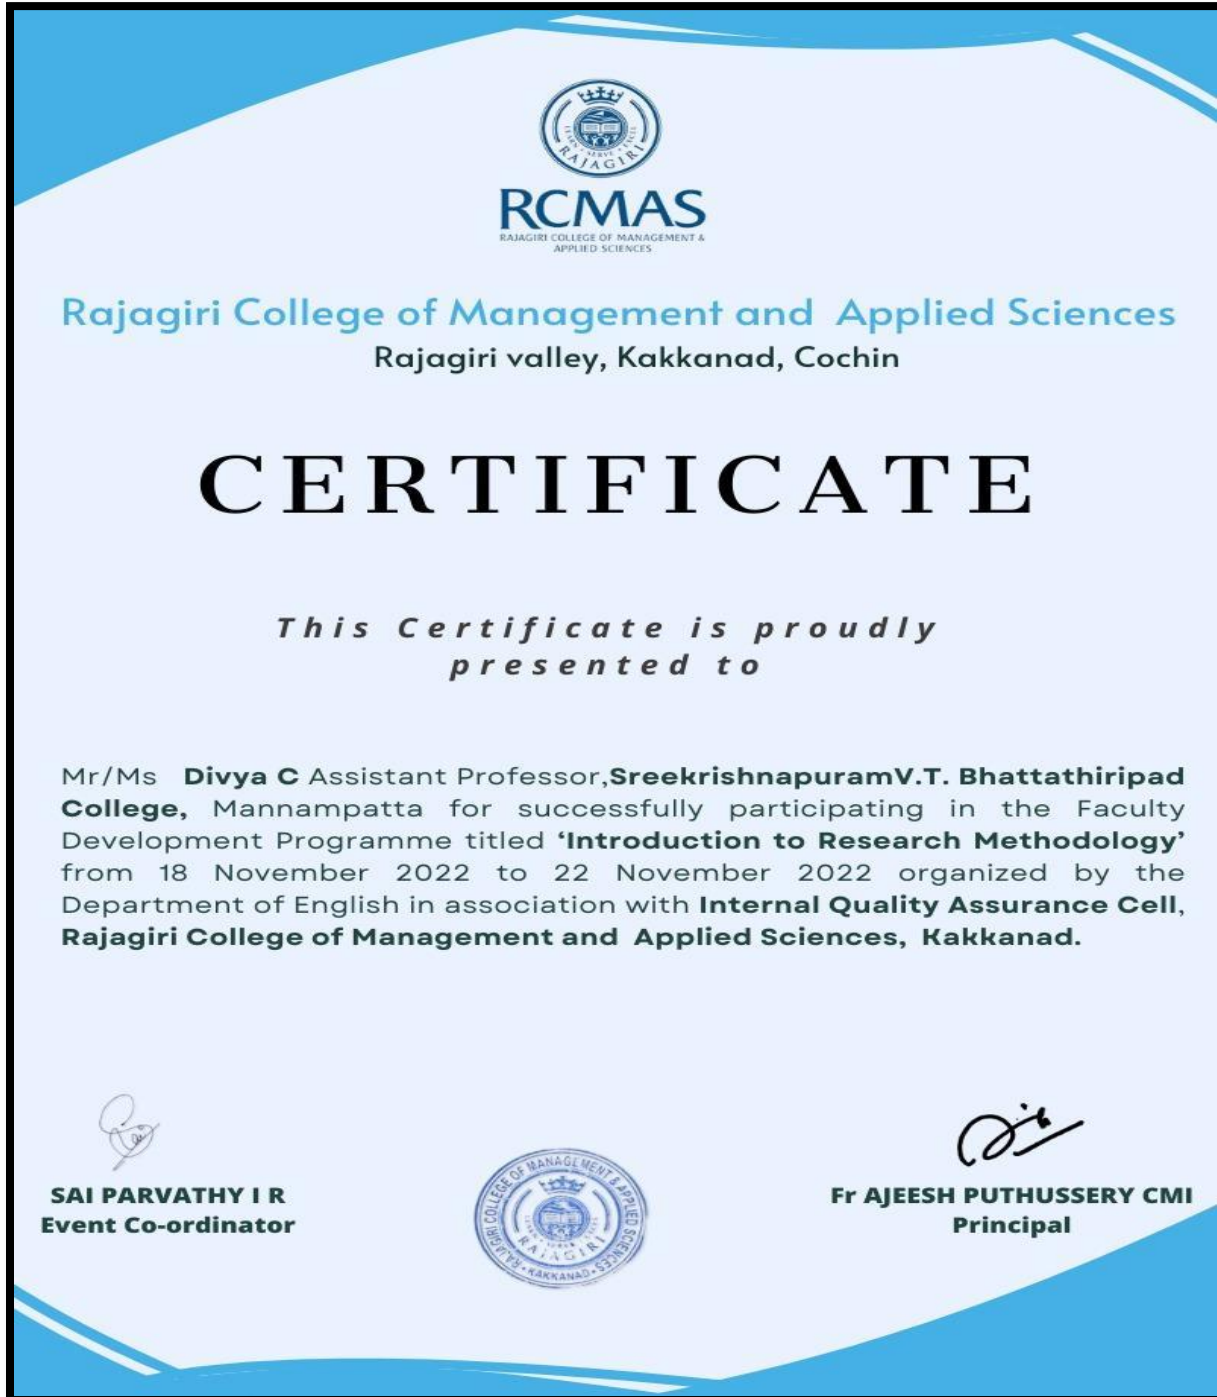 LEARN • SERVE • EXCEL
RAJAGIRI
RCMAS
RAJAGIRI COLLEGE OF MANAGEMENT &
APPLIED SCIENCES
Rajagiri College of Management and Applied Sciences
Rajagiri valley, Kakkanad, Cochin
CERTIFICATE
This Certificate is proudly
presented to
Mr/Ms Divya C Assistant Professor,SreekrishnapuramV.T. Bhattathiripad
College, Mannampatta for successfully participating in the Faculty
Development Programme titled ‘Introduction to Research Methodology’
from 18 November 2022 to 22 November 2022 organized by the
Department of English in association with Internal Quality Assurance Cell,
Rajagiri College of Management and Applied Sciences, Kakkanad.
SAI PARVATHY I R
Event Co-ordinator
RAJAGIRI COLLEGE OF MANAGEMENT & APPLIED SCIENCES
RAJAGIRI
• KAKKANAD •
Fr AJEESH PUTHUSSERY CMI
Principal